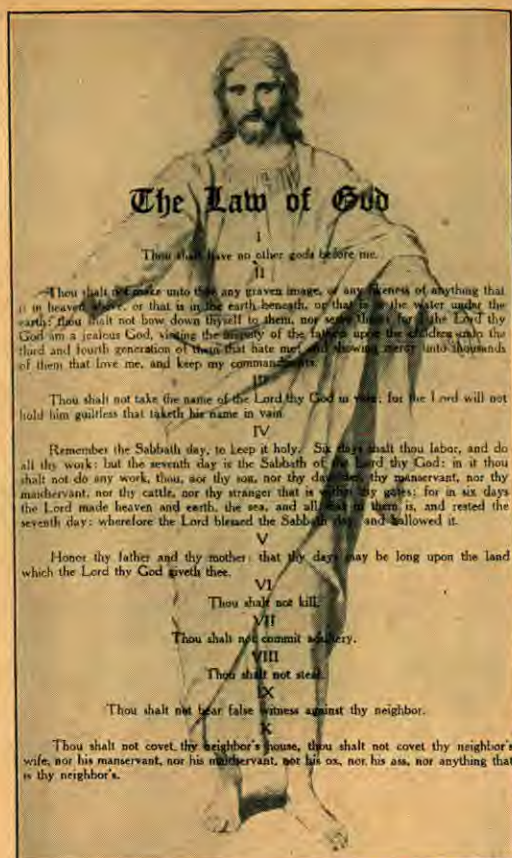 The Law of God
I
Thou shalt have no other gods before me.
II
Thou shalt not make unto thee any graven image, or any likeness of anything that
is in heaven above, or that is in the earth beneath, or that is in the water under the
earth: thou shalt not bow down thyself to them, nor serve them: for I the Lord thy
God am a jealous God, visiting the iniquity of the fathers upon the children unto the
third and fourth generation of them that hate me; and showing mercy unto thousands
of them that love me, and keep my commandments.
III
Thou shalt not take the name of the Lord thy God in vain; for the Lord will not
hold him guiltless that taketh his name in vain
IV
Remember the Sabbath day, to keep it holy. Six days shalt thou labor, and do
all thy work: but the seventh day is the Sabbath of the Lord thy God: in it thou
shalt not do any work, thou, nor thy son, nor thy daughter, thy manservant, nor thy
maidservant, nor thy cattle, nor thy stranger that is within thy gates: for in six days
the Lord made heaven and earth, the sea, and all that in them is, and rested the
seventh day: wherefore the Lord blessed the Sabbath day, and hallowed it.
V
Honor thy father and thy mother: that thy days may be long upon the land
which the Lord thy God giveth thee.
VI
Thou shalt not kill.
VII
Thou shalt not commit adultery.
VIII
Thou shalt not steal.
IX
Thou shalt not bear false witness against thy neighbor.
X
Thou shalt not covet thy neighbor's house, thou shalt not covet thy neighbor's
wife, nor his manservant, nor his maidservant, nor his ox, nor his ass, nor anything that
is thy neighbor's.